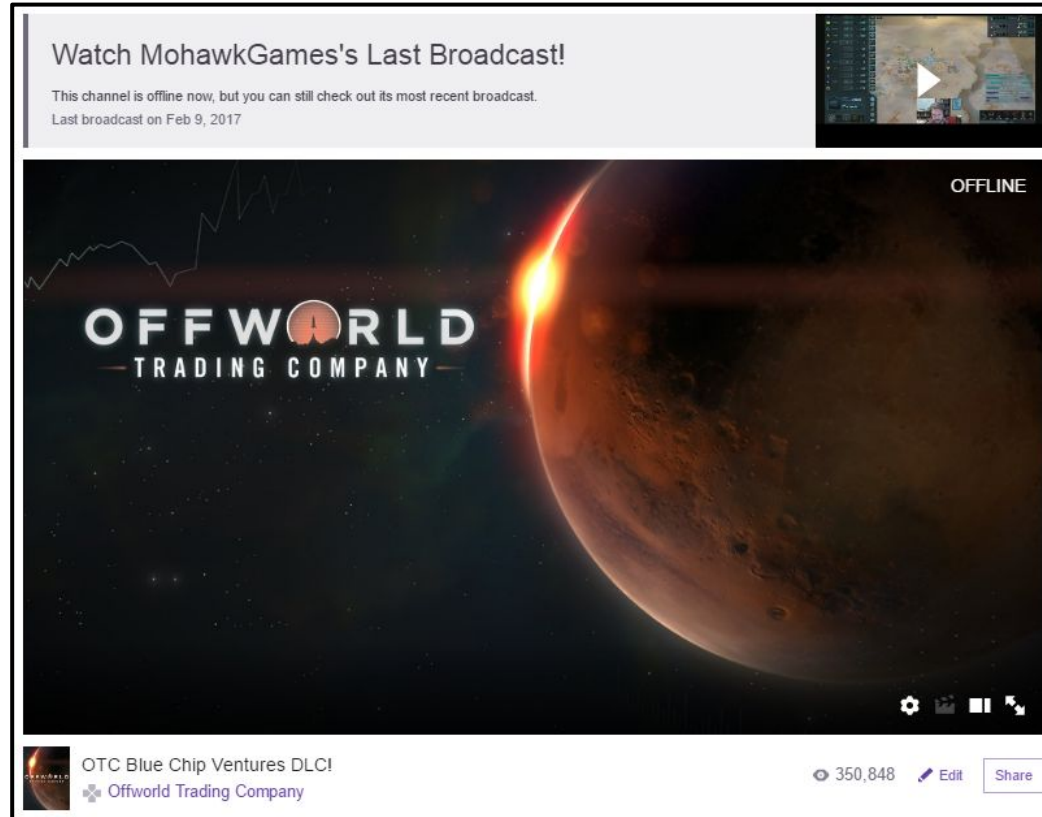 Watch MohawkGames's Last Broadcast!
This channel is offline now, but you can still check out its most recent broadcast.
Last broadcast on Feb 9, 2017
OFFLINE
OFFWORLD
TRADING COMPANY
OTC Blue Chip Ventures DLC!
Offworld Trading Company
350,848
Edit
Share